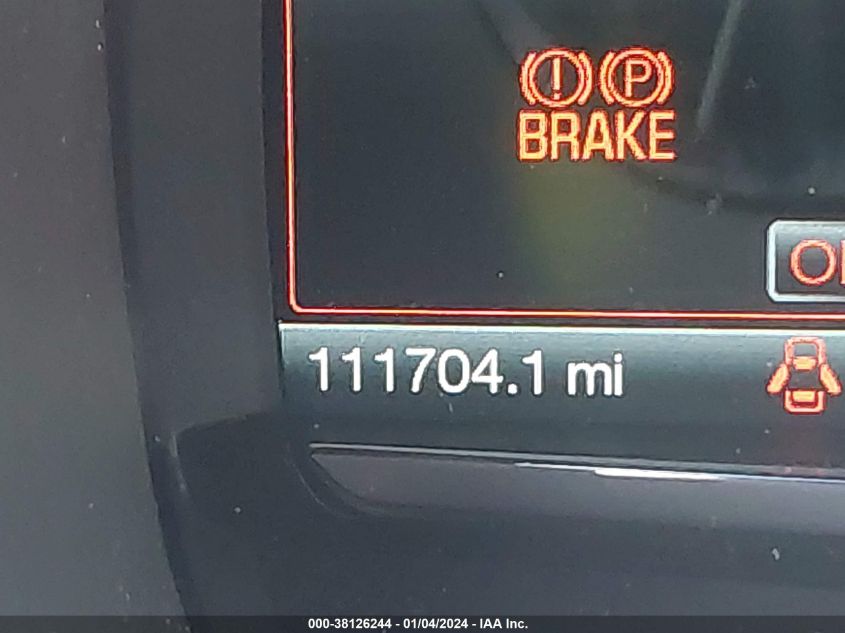 ! P
BRAKE
111704.1 mi
000-38126244 - 01/04/2024 - IAA Inc.